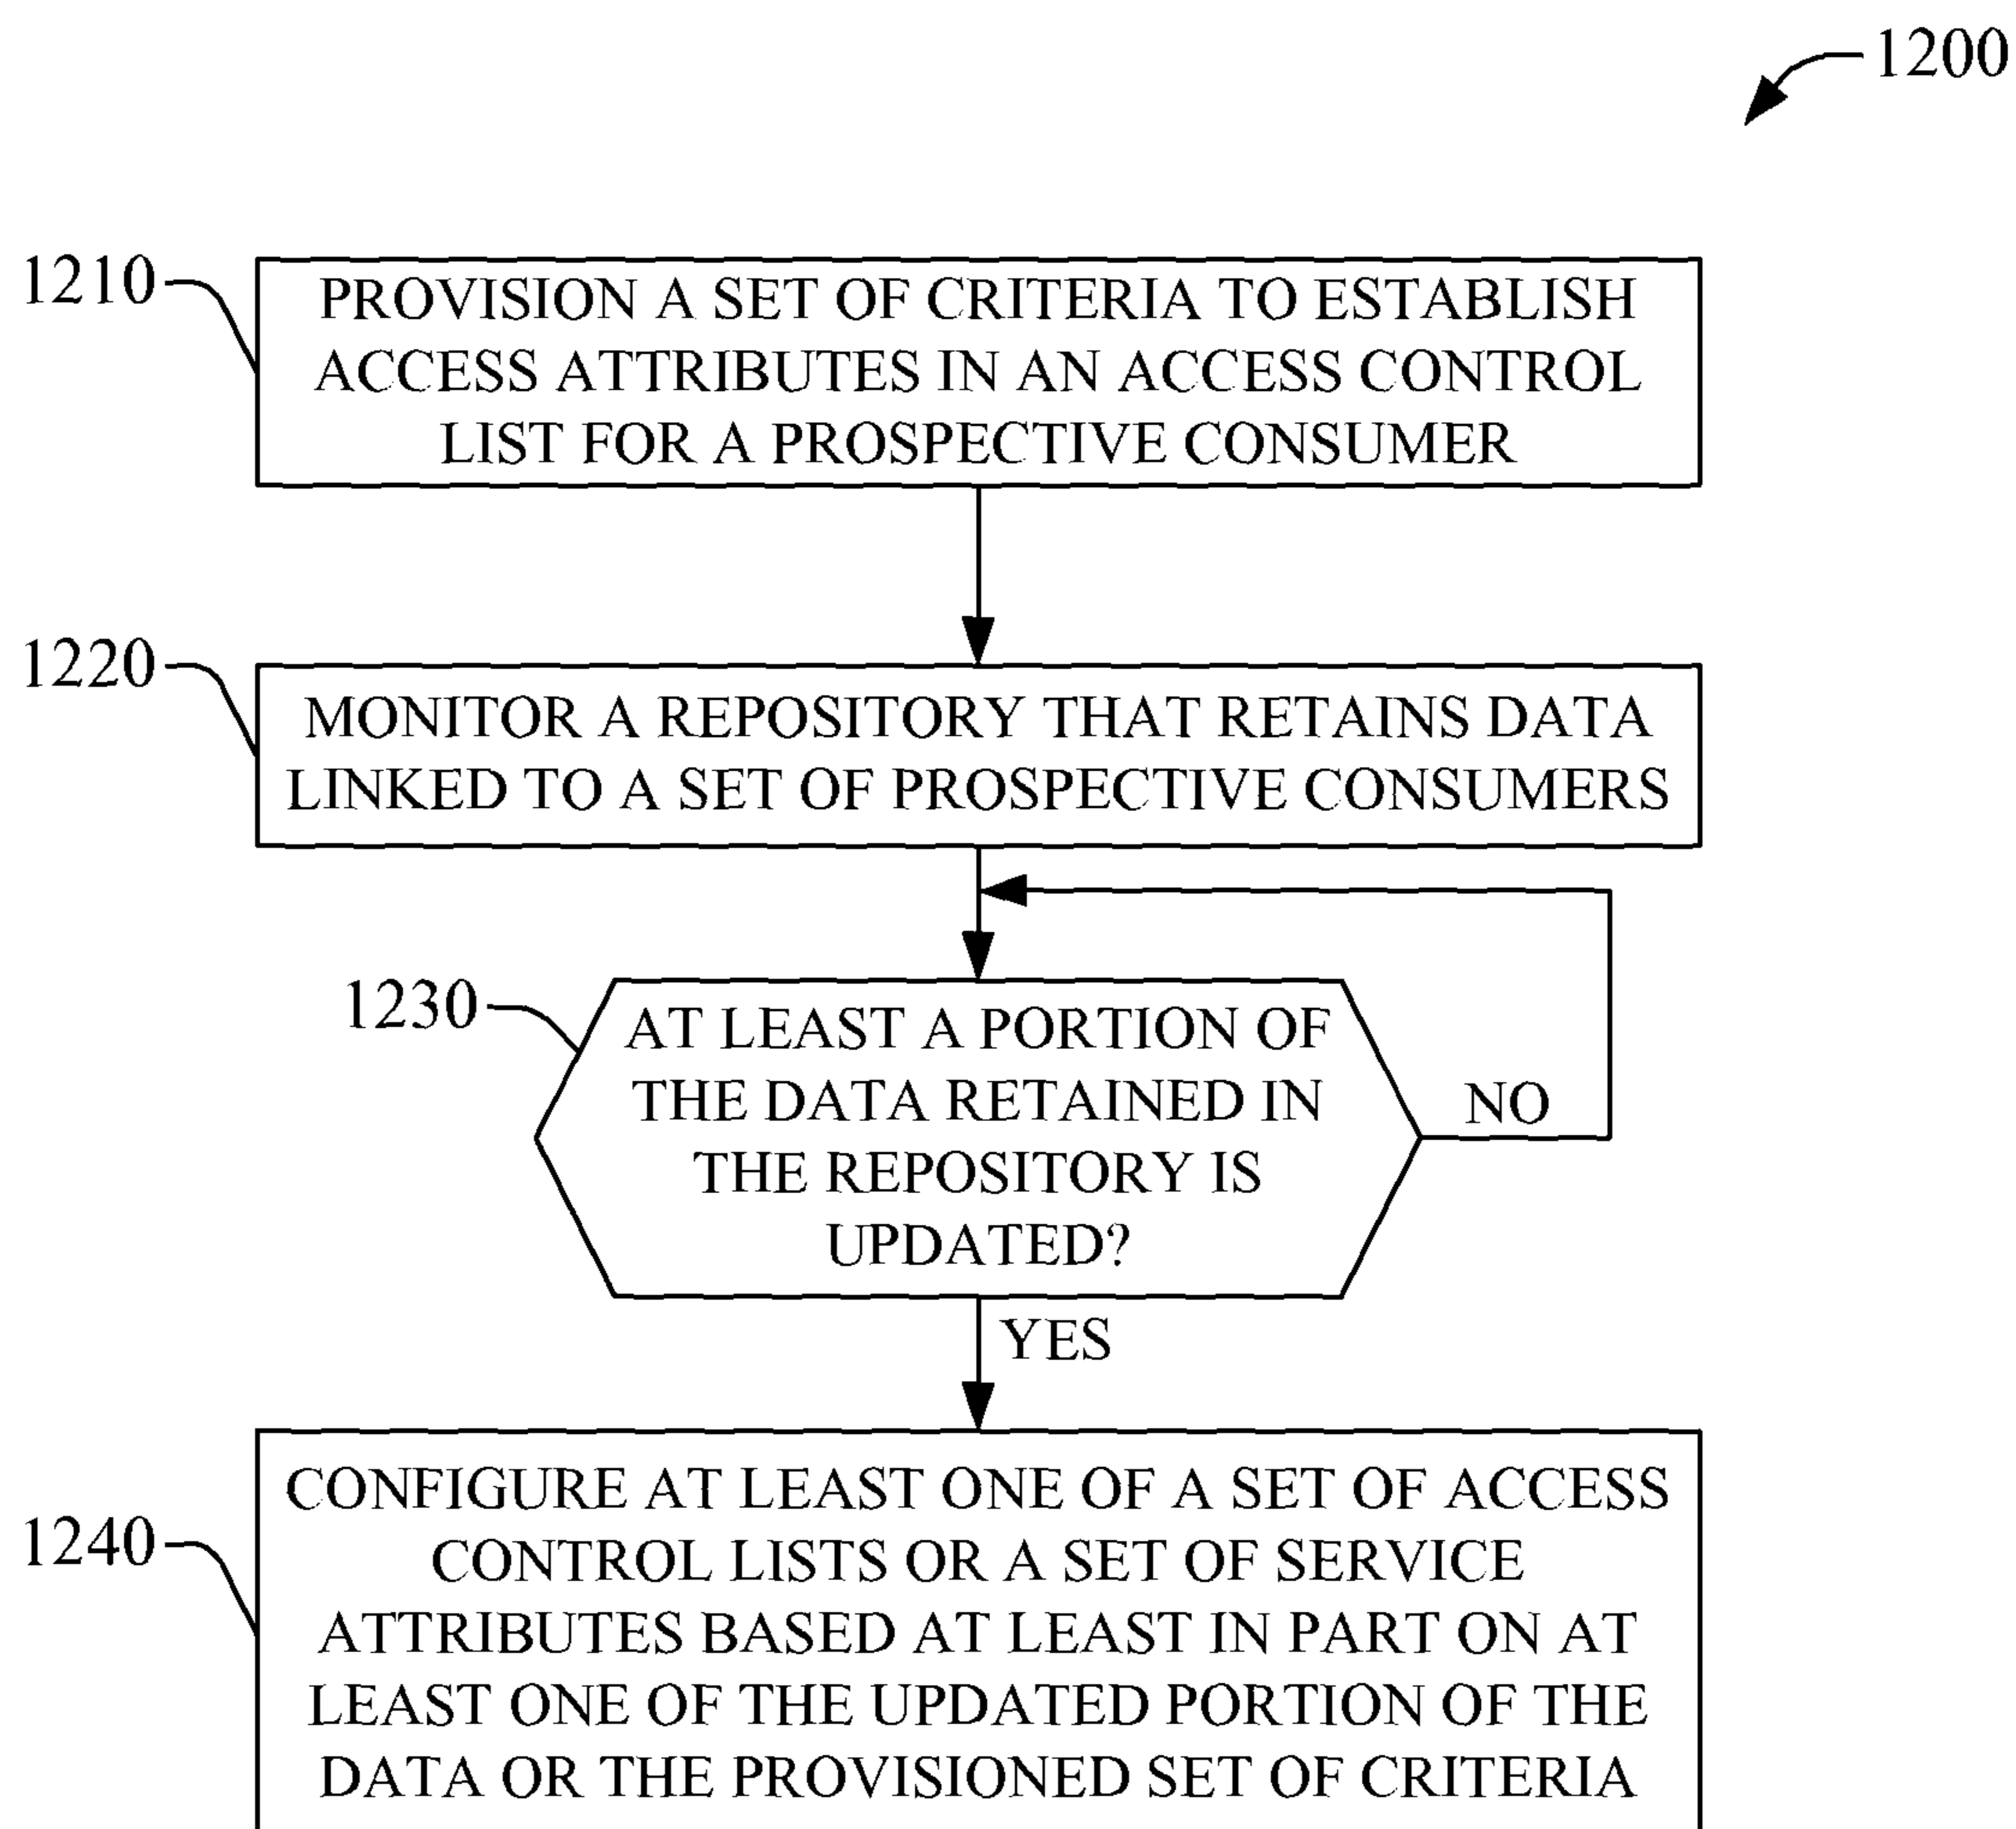 1200
1210
PROVISION A SET OF CRITERIA TO ESTABLISH
ACCESS ATTRIBUTES IN AN ACCESS CONTROL
LIST FOR A PROSPECTIVE CONSUMER
1220
MONITOR A REPOSITORY THAT RETAINS DATA
LINKED TO A SET OF PROSPECTIVE CONSUMERS
1230
AT LEAST A PORTION OF
THE DATA RETAINED IN
THE REPOSITORY IS
UPDATED?
NO
YES
1240
CONFIGURE AT LEAST ONE OF A SET OF ACCESS
CONTROL LISTS OR A SET OF SERVICE
ATTRIBUTES BASED AT LEAST IN PART ON AT
LEAST ONE OF THE UPDATED PORTION OF THE
DATA OR THE PROVISIONED SET OF CRITERIA